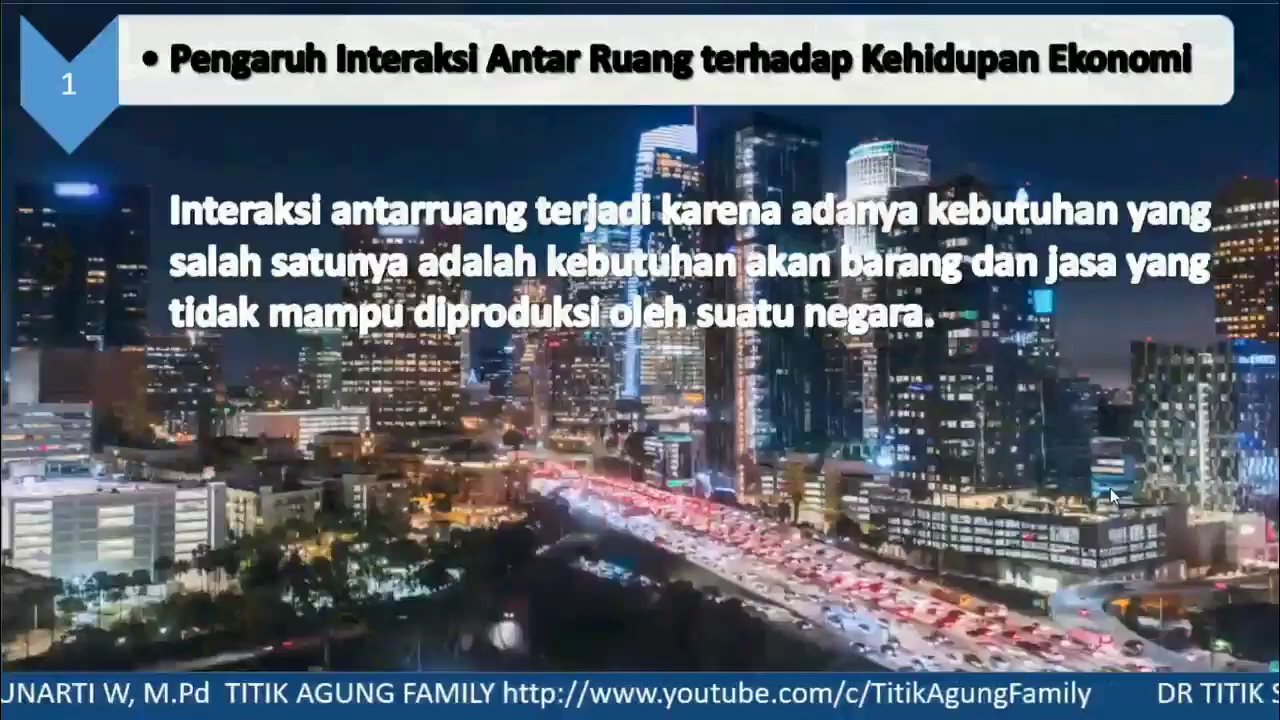 1
• Pengaruh Interaksi Antar Ruang terhadap Kehidupan Ekonomi
Interaksi antarruang terjadi karena adanya kebutuhan yang
salah satunya adalah kebutuhan akan barang dan jasa yang
tidak mampu diproduksi oleh suatu negara.
UNARTI W, M.Pd TITIK AGUNG FAMILY http://www.youtube.com/c/TitikAgungFamily DR TITIK S